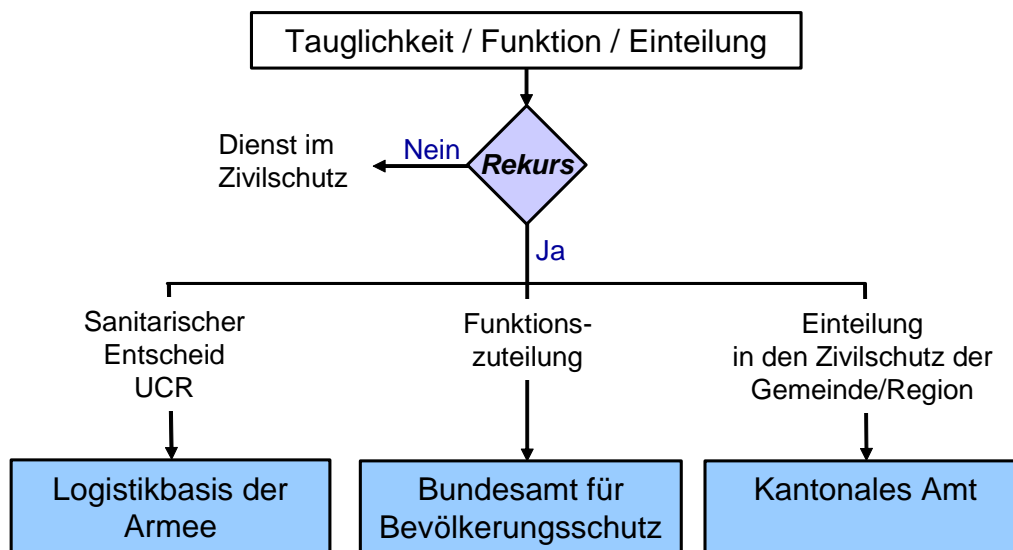 Tauglichkeit / Funktion / Einteilung
Dienst im
Zivilschutz
Nein
Rekurs
Ja
Sanitarischer
Entscheid
UCR
Funktions-
zuteilung
Einteilung
in den Zivilschutz der
Gemeinde/Region
Logistikbasis der
Armee
Bundesamt für
Bevölkerungsschutz
Kantonales Amt